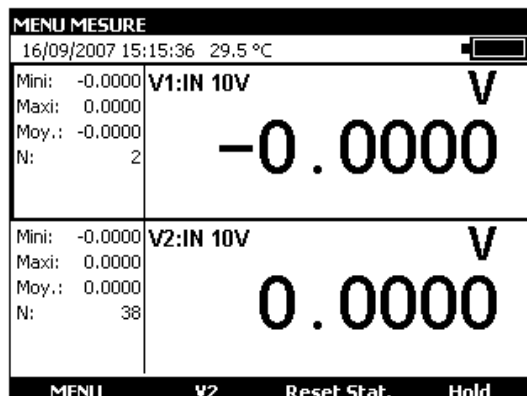 MENU MESURE
16/09/2007 15:15:36 29.5 °C
Mini: -0.0000
Maxi: 0.0000
Moy.: -0.0000
N: 2
V1:IN 10V V
-0.0000
Mini: -0.0000
Maxi: 0.0000
Moy.: 0.0000
N: 38
V2:IN 10V V
0.0000
MENU V2 Reset Stat. Hold